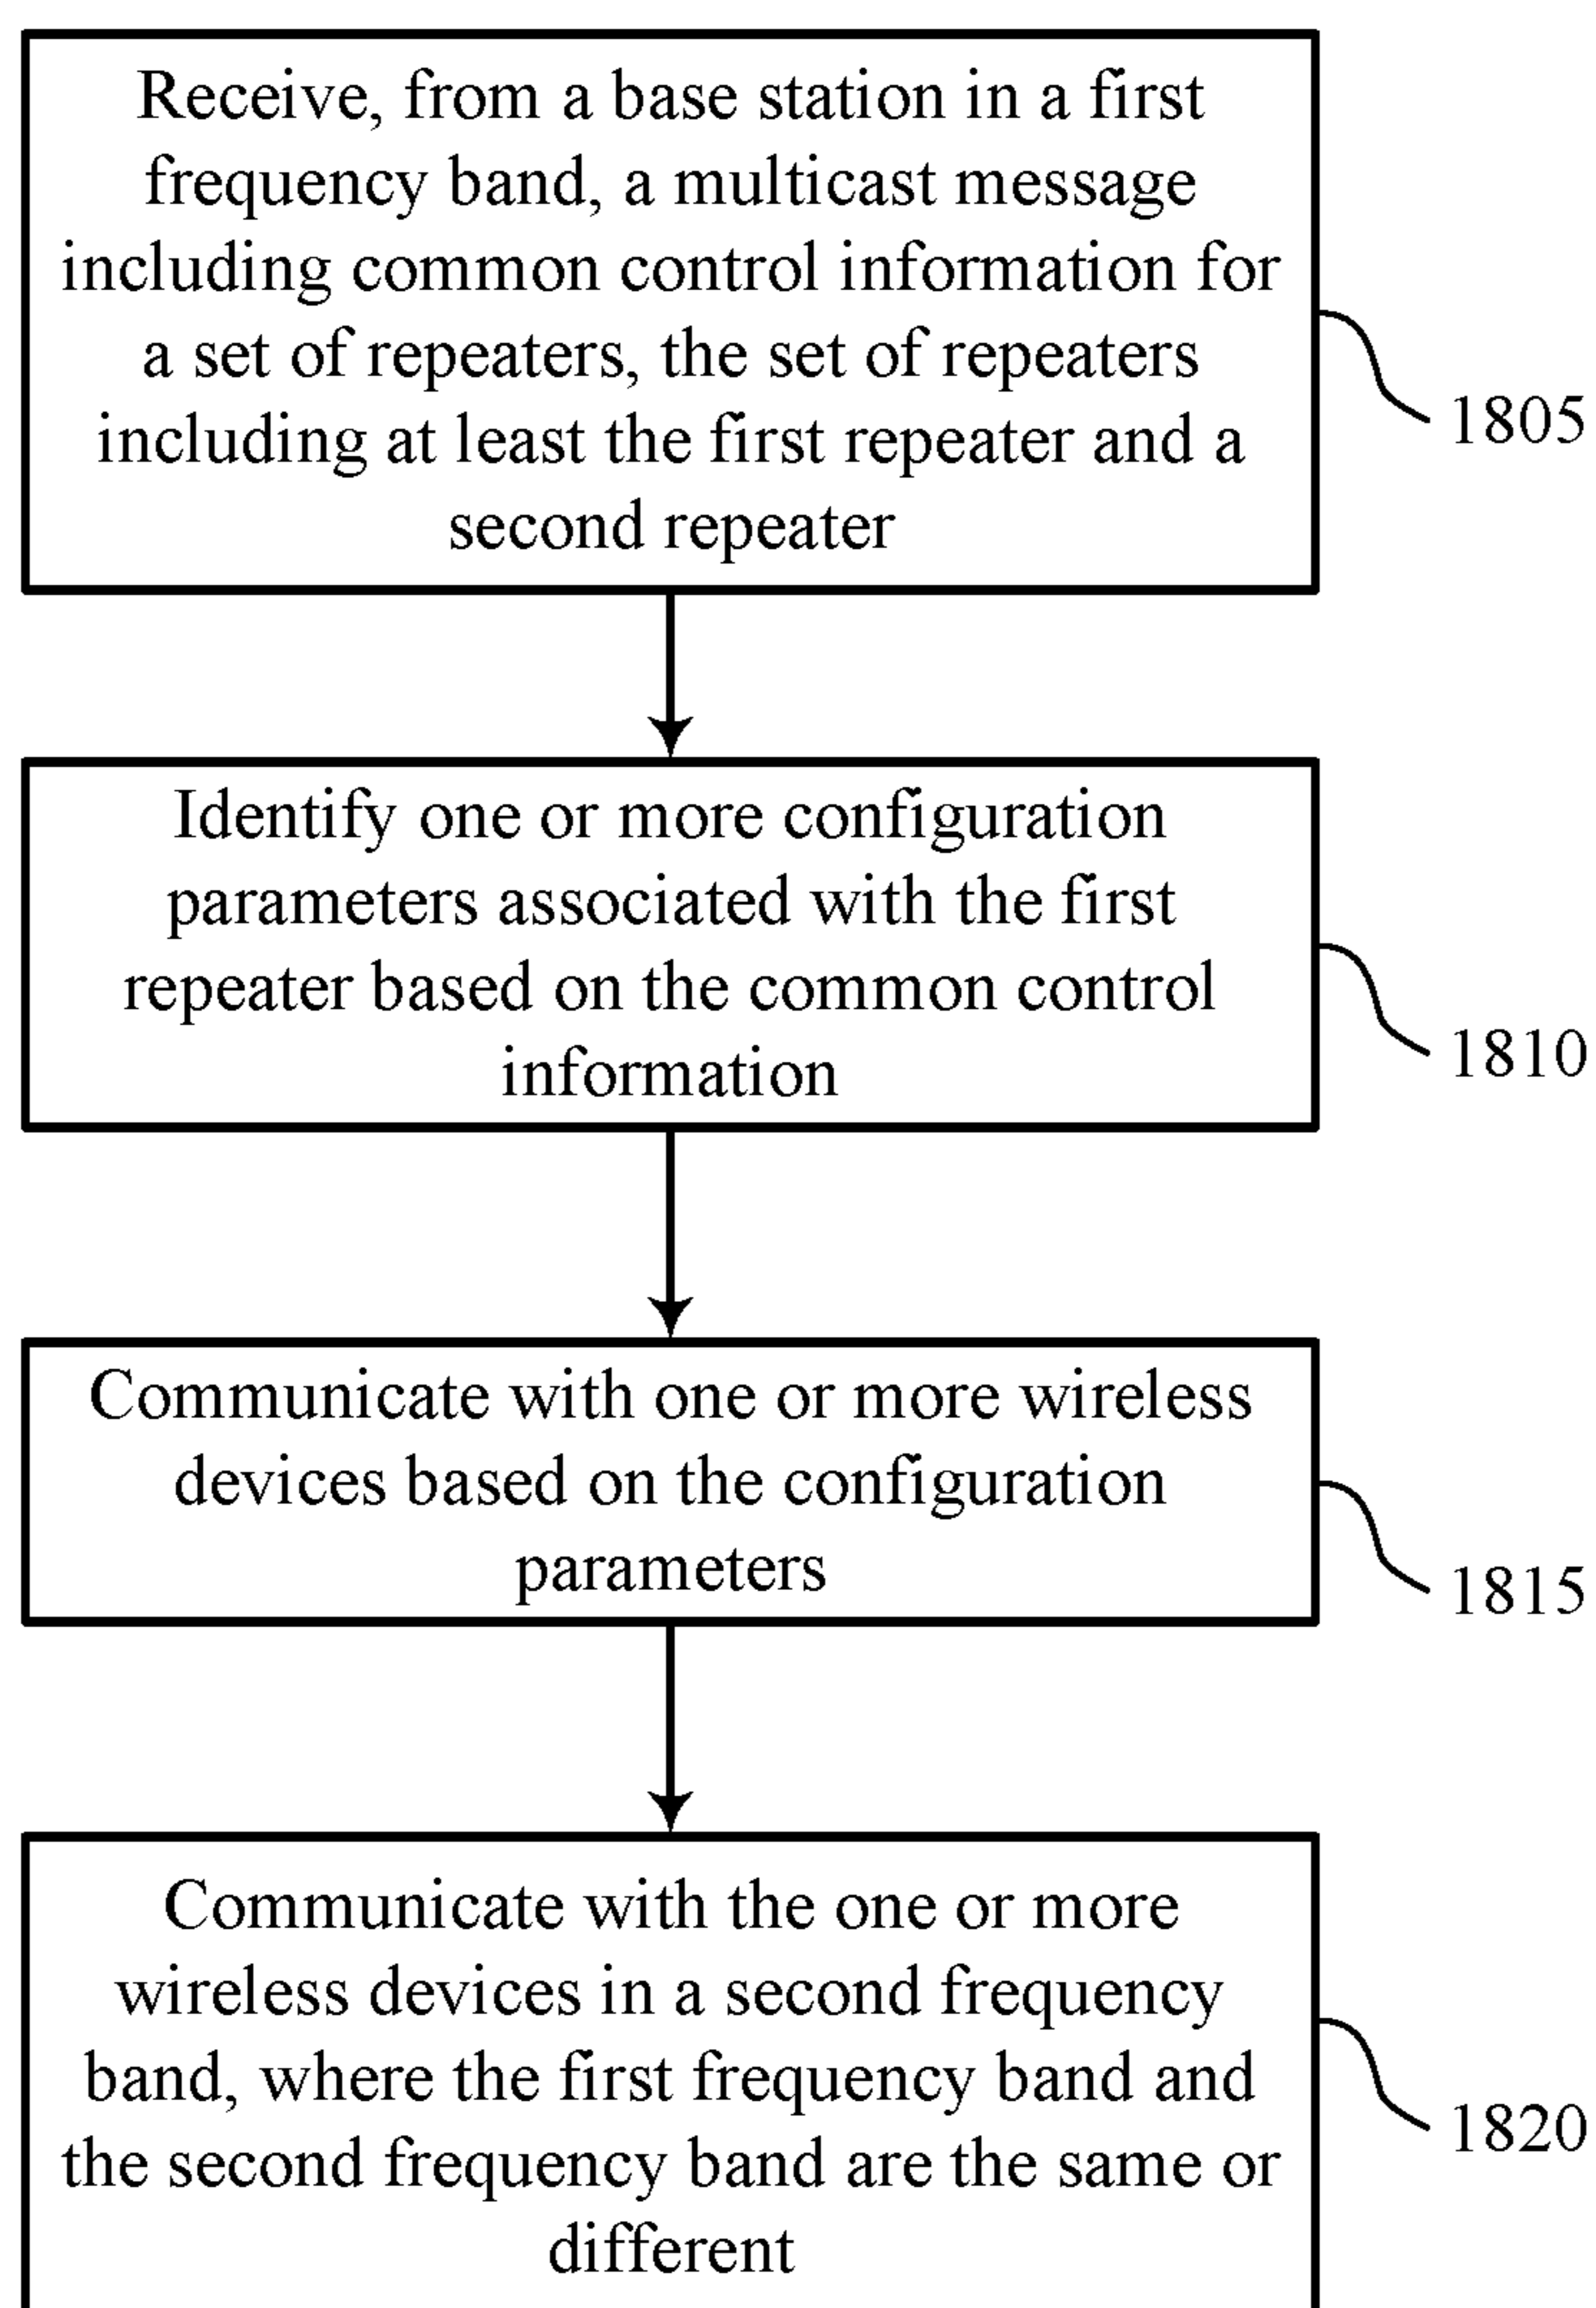 Receive, from a base station in a first
frequency band, a multicast message
including common control information for
a set of repeaters, the set of repeaters
including at least the first repeater and a
second repeater
1805
Identify one or more configuration
parameters associated with the first
repeater based on the common control
information
1810
Communicate with one or more wireless
devices based on the configuration
parameters
1815
Communicate with the one or more
wireless devices in a second frequency
band, where the first frequency band and
the second frequency band are the same or
different
1820